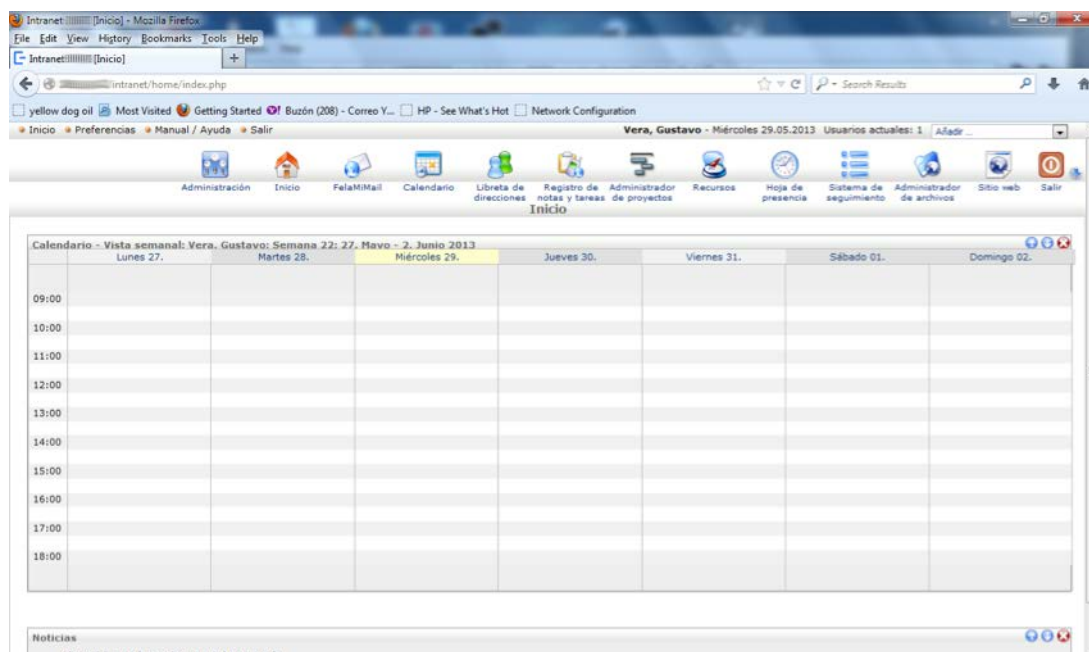 Intranet [Inicio] - Mozilla Firefox
File Edit View History Bookmarks Tools Help
Intranet [Inicio] +
intranet/home/index.php Search Results
yellow dog oil Most Visited Getting Started Buzón (208) - Correo Y... HP - See What's Hot Network Configuration
Inicio Preferencias Manual / Ayuda Salir Vera, Gustavo - Miércoles 29.05.2013 Usuarios actuales: 1 Añadir ...
Administración Inicio FelaMiMail Calendario Libreta de direcciones Registro de notas y tareas Administrador de proyectos Recursos Hoja de presencia Sistema de seguimiento Administrador de archivos Sitio web Salir
Inicio
Calendario - Vista semanal: Vera, Gustavo: Semana 22: 27. Mayo - 2. Junio 2013
Lunes 27. Martes 28. Miércoles 29. Jueves 30. Viernes 31. Sábado 01. Domingo 02.
09:00
10:00
11:00
12:00
13:00
14:00
15:00
16:00
17:00
18:00
Noticias